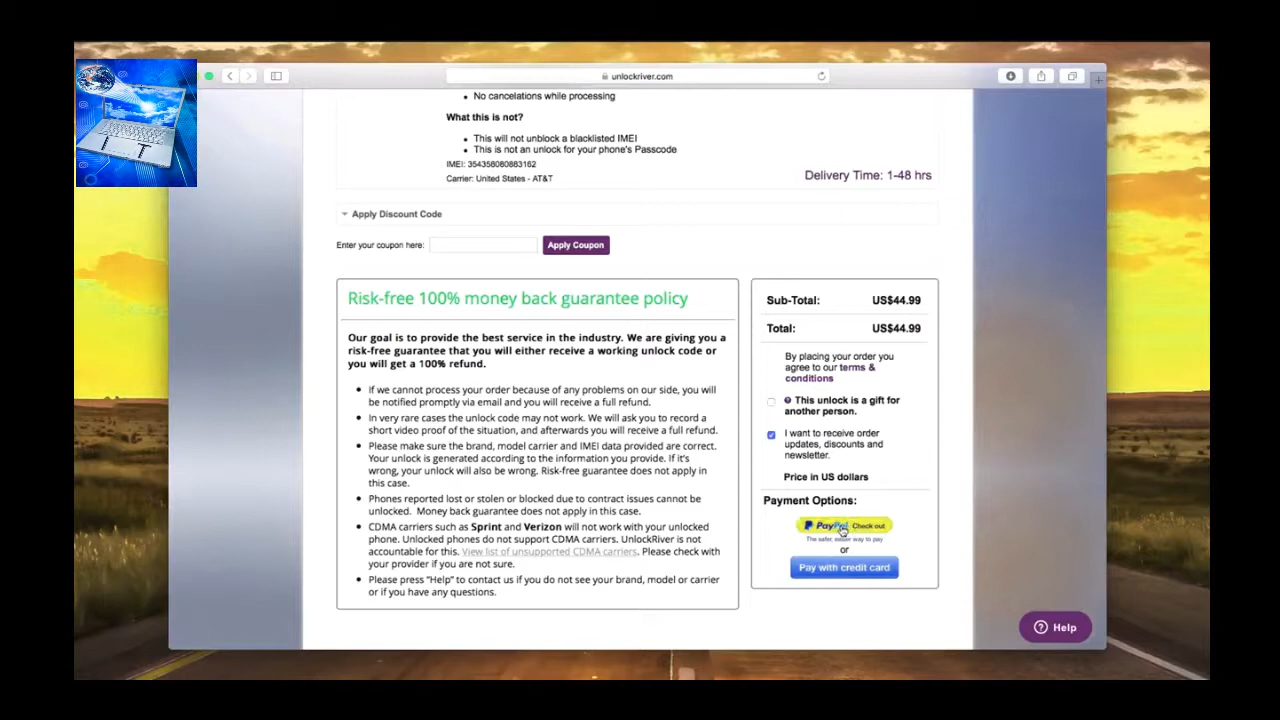 unlockriver.com
No cancelations while processing
What this is not?
This will not unblock a blacklisted IMEI
This is not an unlock for your phone's Passcode
IMEI: 354358080883162
Carrier: United States - AT&T
Delivery Time: 1-48 hrs
Apply Discount Code
Enter your coupon here:
Apply Coupon
Risk-free 100% money back guarantee policy
Our goal is to provide the best service in the industry. We are giving you a
risk-free guarantee that you will either receive a working unlock code or
you will get a 100% refund.
If we cannot process your order because of any problems on our side, you will
be notified promptly via email and you will receive a full refund.
In very rare cases the unlock code may not work. We will ask you to record a
short video proof of the situation, and afterwards you will receive a full refund.
Please make sure the brand, model carrier and IMEI data provided are correct.
Your unlock is generated according to the information you provide. If it's
wrong, your unlock will also be wrong. Risk-free guarantee does not apply in
this case.
Phones reported lost or stolen or blocked due to contract issues cannot be
unlocked. Money back guarantee does not apply in this case.
CDMA carriers such as Sprint and Verizon will not work with your unlocked
phone. Unlocked phones do not support CDMA carriers. UnlockRiver is not
accountable for this. View list of unsupported CDMA carriers. Please check with
your provider if you are not sure.
Please press "Help" to contact us if you do not see your brand, model or carrier
or if you have any questions.
Sub-Total: US$44.99
Total: US$44.99
By placing your order you
agree to our terms &
conditions
This unlock is a gift for
another person.
I want to receive order
updates, discounts and
newsletter.
Price in US dollars
Payment Options:
PayPal Check out
The safer, easier way to pay
or
Pay with credit card
Help
I T